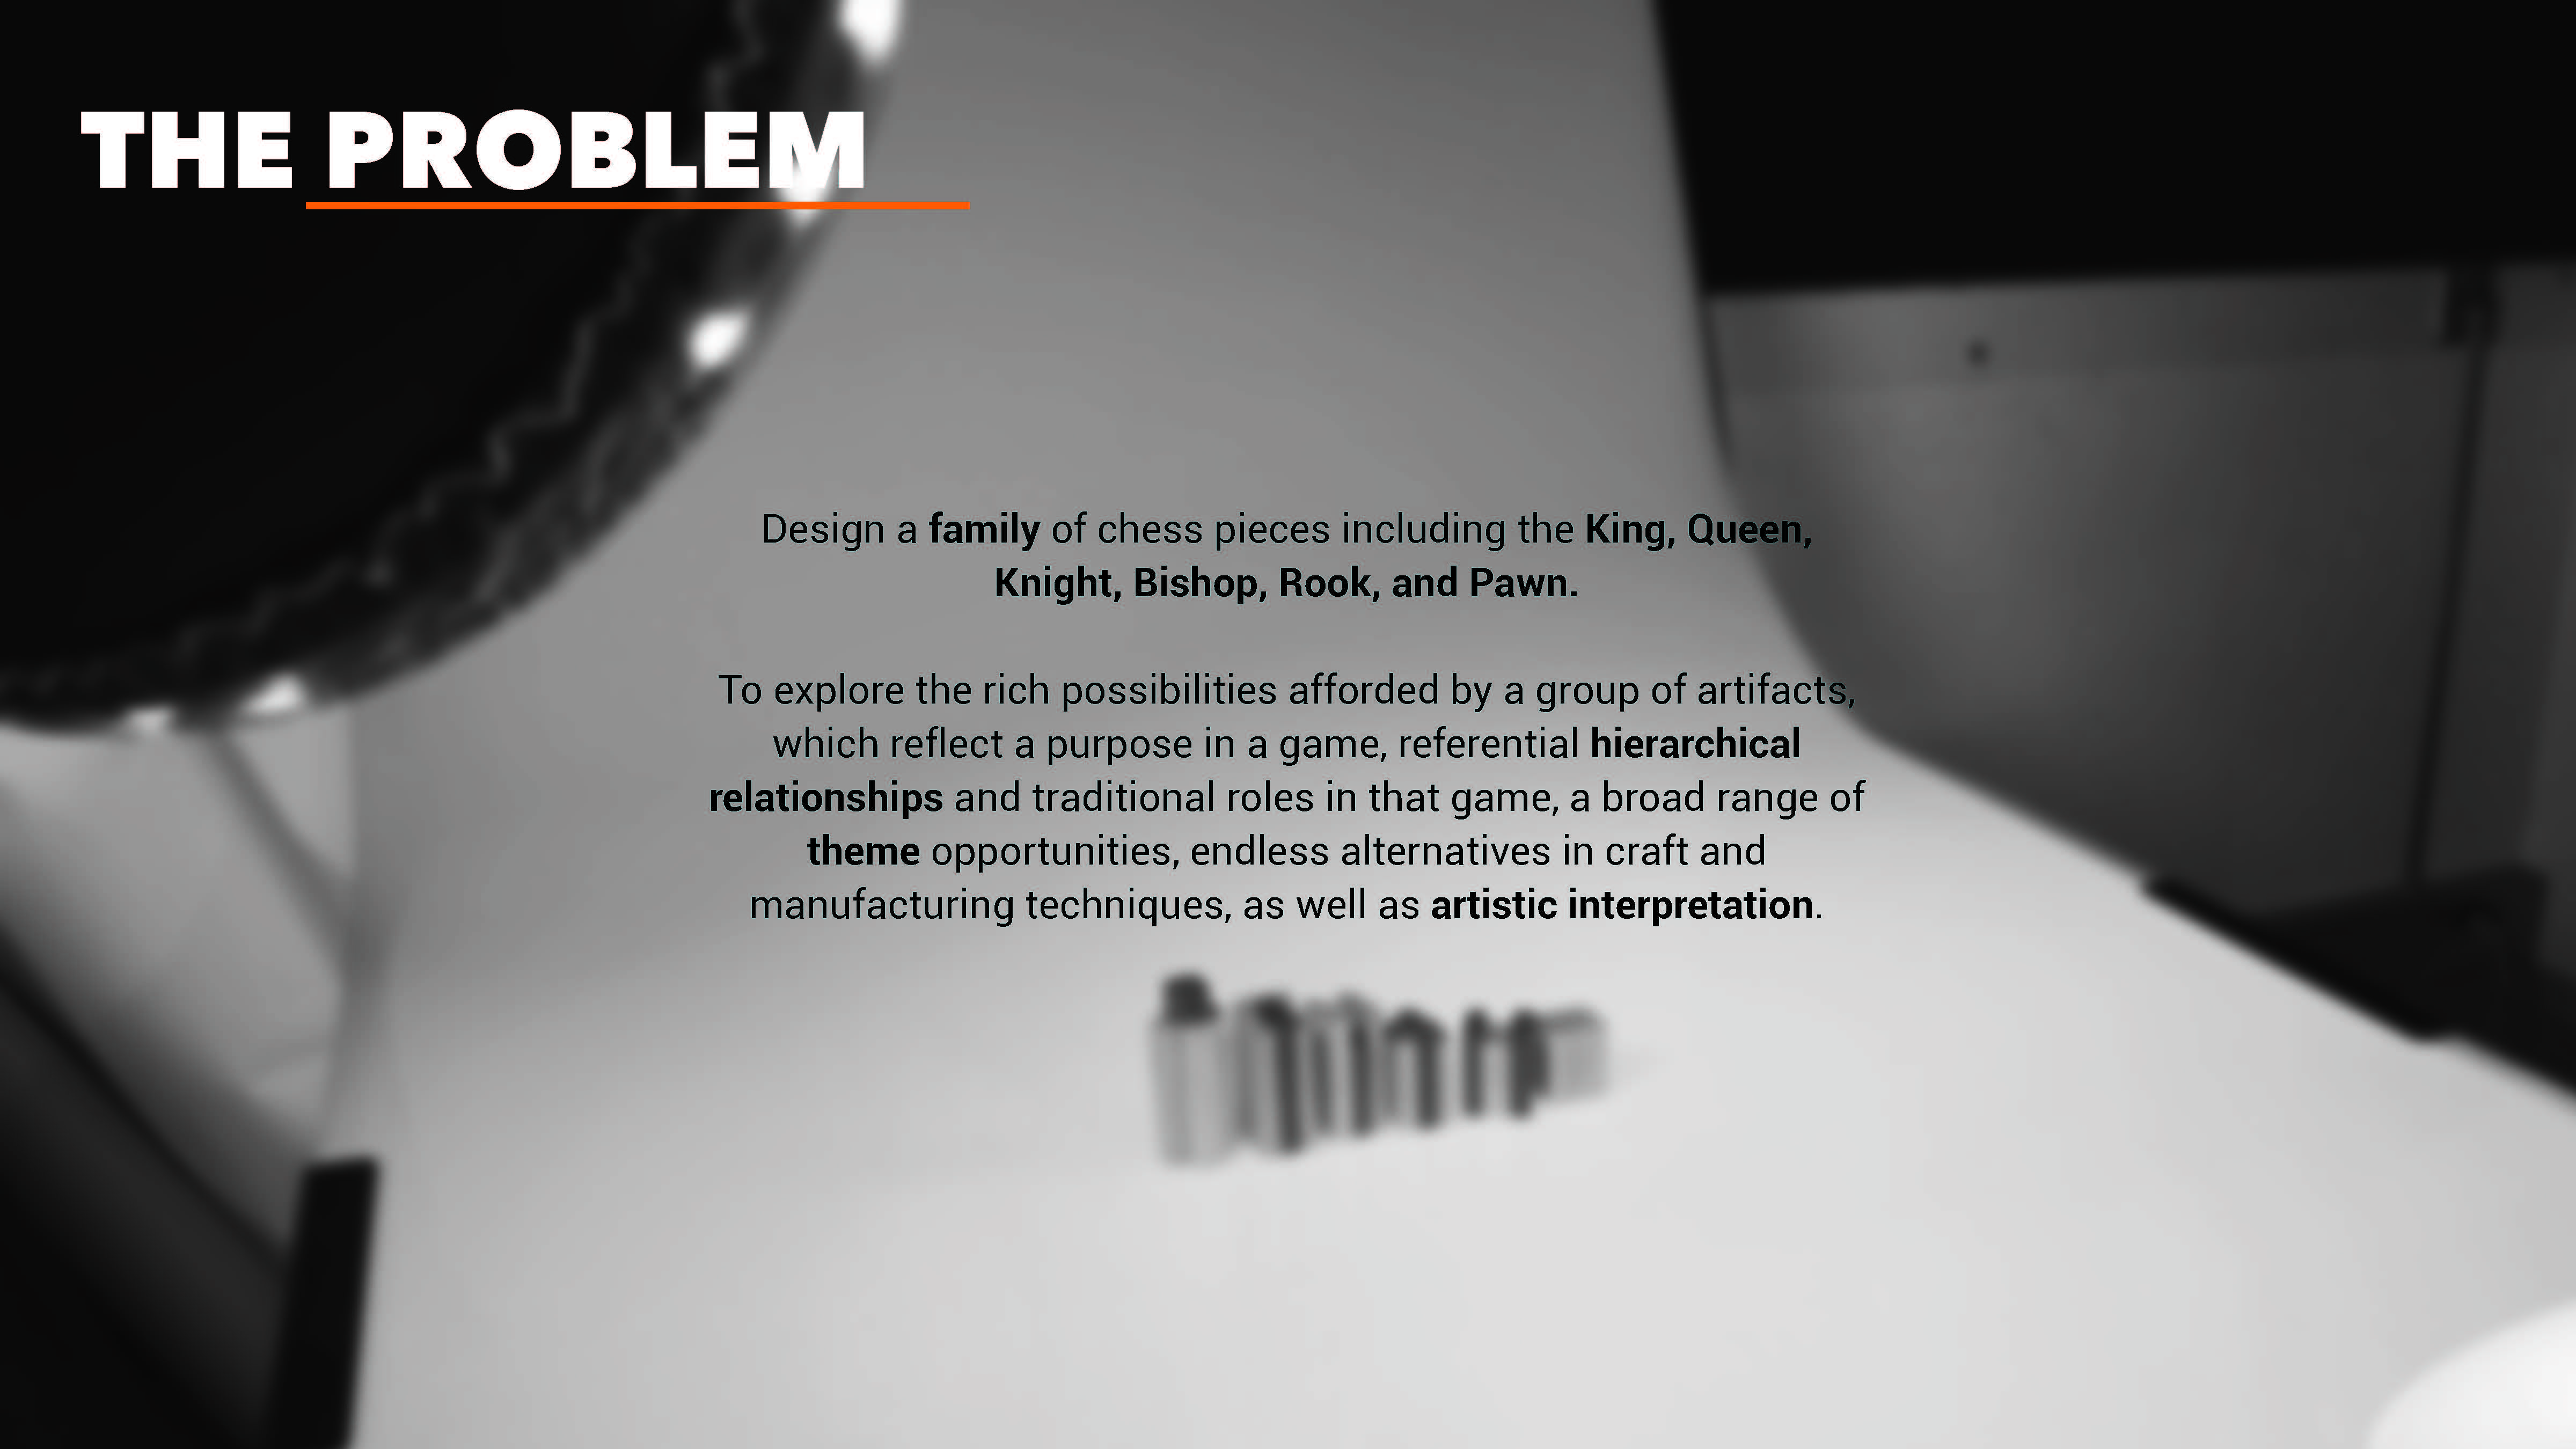 THE PROBLEM
Design a family of chess pieces including the King, Queen,
Knight, Bishop, Rook, and Pawn.
To explore the rich possibilities afforded by a group of artifacts,
which reflect a purpose in a game, referential hierarchical
relationships and traditional roles in that game, a broad range of
theme opportunities, endless alternatives in craft and
manufacturing techniques, as well as artistic interpretation.